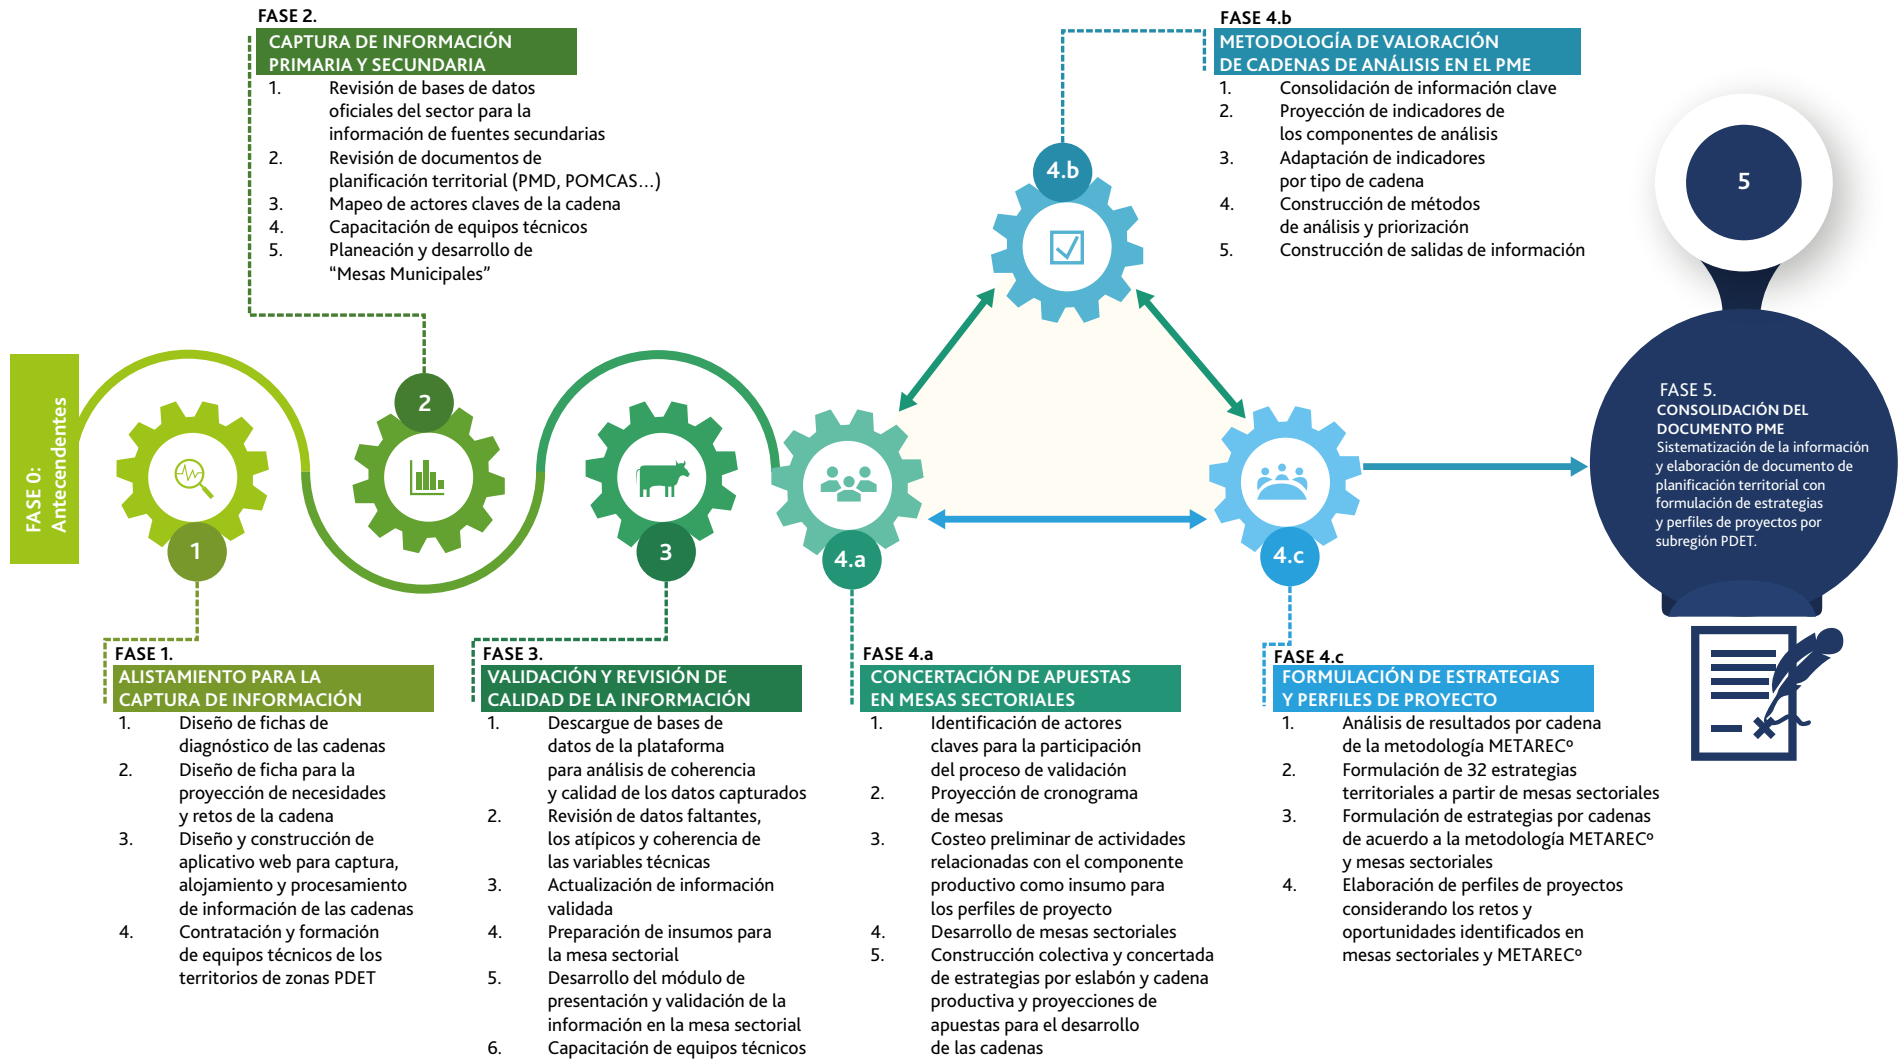 FASE 0:
Antecendentes
FASE 2.
CAPTURA DE INFORMACIÓN
PRIMARIA Y SECUNDARIA
1. Revisión de bases de datos
oficiales del sector para la
información de fuentes secundarias
2. Revisión de documentos de
planificación territorial (PMD, POMCAS...)
3. Mapeo de actores claves de la cadena
4. Capacitación de equipos técnicos
5. Planeación y desarrollo de
“Mesas Municipales”
FASE 4.b
METODOLOGÍA DE VALORACIÓN
DE CADENAS DE ANÁLISIS EN EL PME
1. Consolidación de información clave
2. Proyección de indicadores de
los componentes de análisis
3. Adaptación de indicadores
por tipo de cadena
4. Construcción de métodos
de análisis y priorización
5. Construcción de salidas de información
1
2
3
4.a
4.b
4.c
5
FASE 5.
CONSOLIDACIÓN DEL
DOCUMENTO PME
Sistematización de la información
y elaboración de documento de
planificación territorial con
formulación de estrategias
y perfiles de proyectos por
subregión PDET.
FASE 1.
ALISTAMIENTO PARA LA
CAPTURA DE INFORMACIÓN
1. Diseño de fichas de
diagnóstico de las cadenas
2. Diseño de ficha para la
proyección de necesidades
y retos de la cadena
3. Diseño y construcción de
aplicativo web para captura,
alojamiento y procesamiento
de información de las cadenas
4. Contratación y formación
de equipos técnicos de los
territorios de zonas PDET
FASE 3.
VALIDACIÓN Y REVISIÓN DE
CALIDAD DE LA INFORMACIÓN
1. Descargue de bases de
datos de la plataforma
para análisis de coherencia
y calidad de los datos capturados
2. Revisión de datos faltantes,
los atípicos y coherencia de
las variables técnicas
3. Actualización de información
validada
4. Preparación de insumos para
la mesa sectorial
5. Desarrollo del módulo de
presentación y validación de la
información en la mesa sectorial
6. Capacitación de equipos técnicos
FASE 4.a
CONCERTACIÓN DE APUESTAS
EN MESAS SECTORIALES
1. Identificación de actores
claves para la participación
del proceso de validación
2. Proyección de cronograma
de mesas
3. Costeo preliminar de actividades
relacionadas con el componente
productivo como insumo para
los perfiles de proyecto
4. Desarrollo de mesas sectoriales
5. Construcción colectiva y concertada
de estrategias por eslabón y cadena
productiva y proyecciones de
apuestas para el desarrollo
de las cadenas
FASE 4.c
FORMULACIÓN DE ESTRATEGIAS
Y PERFILES DE PROYECTO
1. Análisis de resultados por cadena
de la metodología METARECº
2. Formulación de 32 estrategias
territoriales a partir de mesas sectoriales
3. Formulación de estrategias por cadenas
de acuerdo a la metodología METARECº
y mesas sectoriales
4. Elaboración de perfiles de proyectos
considerando los retos y
oportunidades identificados en
mesas sectoriales y METARECº